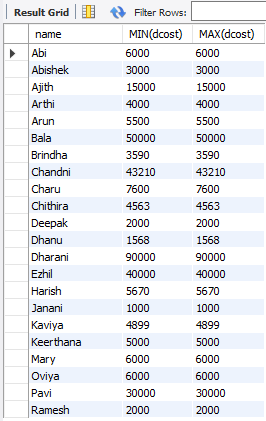 Result Grid Filter Rows:
name MIN(dcost) MAX(dcost)
Abi 6000 6000
Abishek 3000 3000
Ajith 15000 15000
Arthi 4000 4000
Arun 5500 5500
Bala 50000 50000
Brindha 3590 3590
Chandni 43210 43210
Charu 7600 7600
Chithira 4563 4563
Deepak 2000 2000
Dhanu 1568 1568
Dharani 90000 90000
Ezhil 40000 40000
Harish 5670 5670
Janani 1000 1000
Kaviya 4899 4899
Keerthana 5000 5000
Mary 6000 6000
Oviya 6000 6000
Pavi 30000 30000
Ramesh 2000 2000